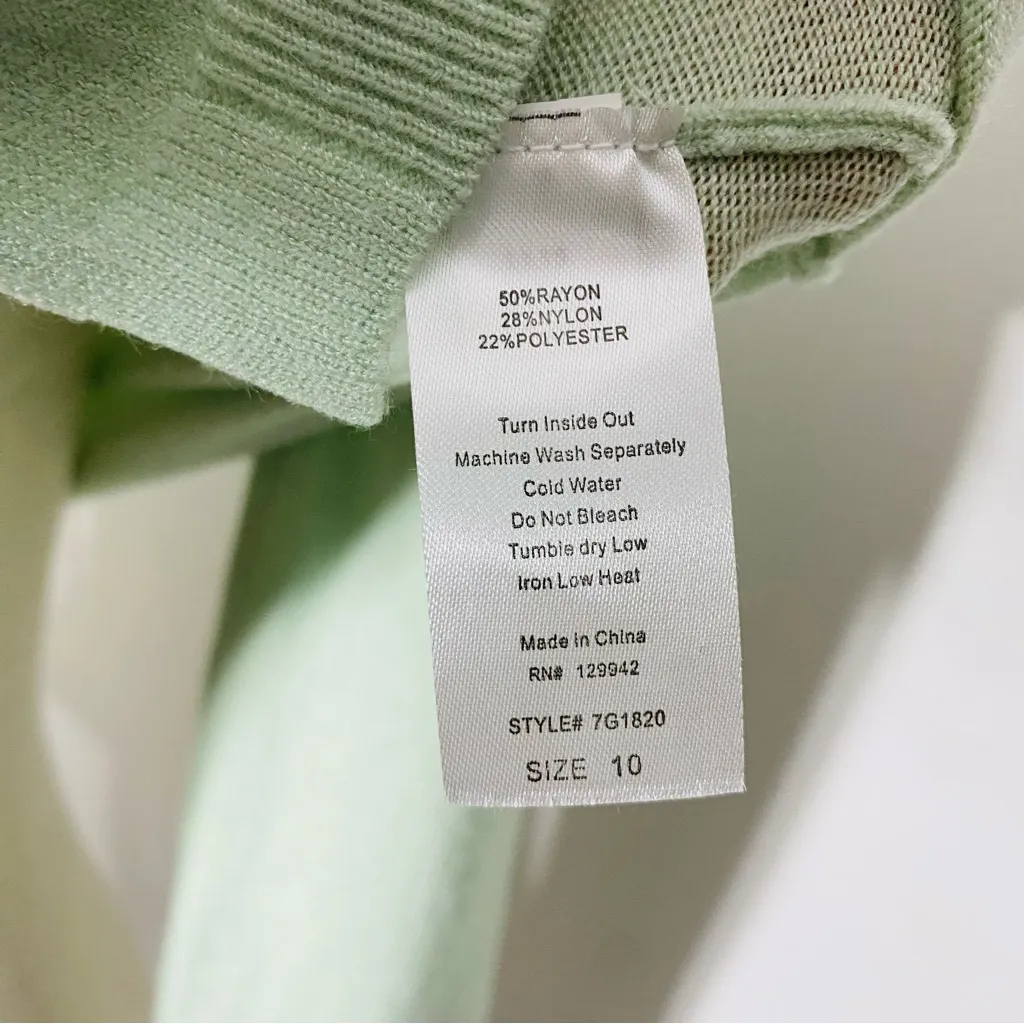 50%RAYON
28%NYLON
22%POLYESTER
Turn Inside Out
Machine Wash Separately
Cold Water
Do Not Bleach
Tumble dry Low
Iron Low Heat
Made in China
RN# 129942
STYLE# 7G1820
SIZE 10